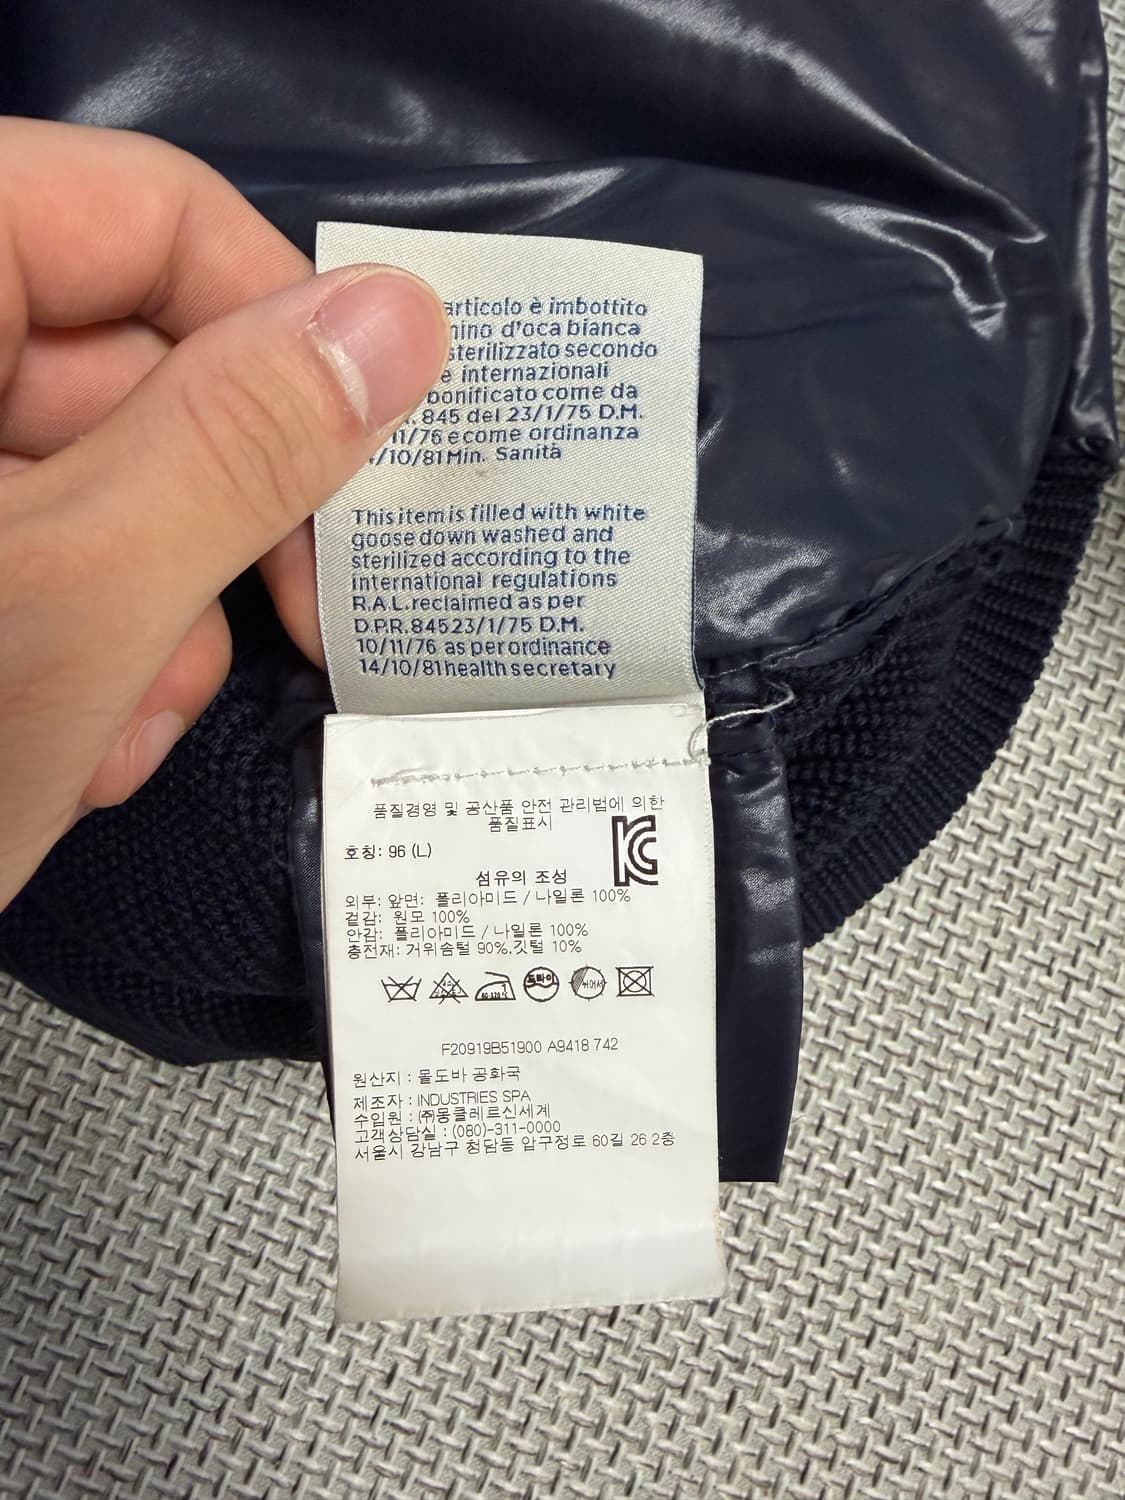 articolo è imbottito
d'oca bianca
sterilizzato secondo
internazionali
bonificato come da
845 del 23/1/75 D.M.
11/76 e come ordinanza
/10/81 Min. Sanità
This item is filled with white
goose down washed and
sterilized according to the
international regulations
R.A.L. reclaimed as per
D.P.R. 845 23/1/75 D.M.
10/11/76 as per ordinance
14/10/81 health secretary
품질경영 및 공산품 안전 관리법에 의한
품질표시
호칭: 96 (L)
섬유의 조성
외부: 앞면: 폴리아미드 / 나일론 100%
겉감: 원모 100%
안감: 폴리아미드 / 나일론 100%
충전재: 거위솜털 90%.깃털 10%
드라이
F20919B51900 A9418 742
원산지 : 몰도바 공화국
제조자 : INDUSTRIES SPA
수입원 : (주)몽클레르신세계
고객상담실 : (080)-311-0000
서울시 강남구 청담동 압구정로 60길 26 2층